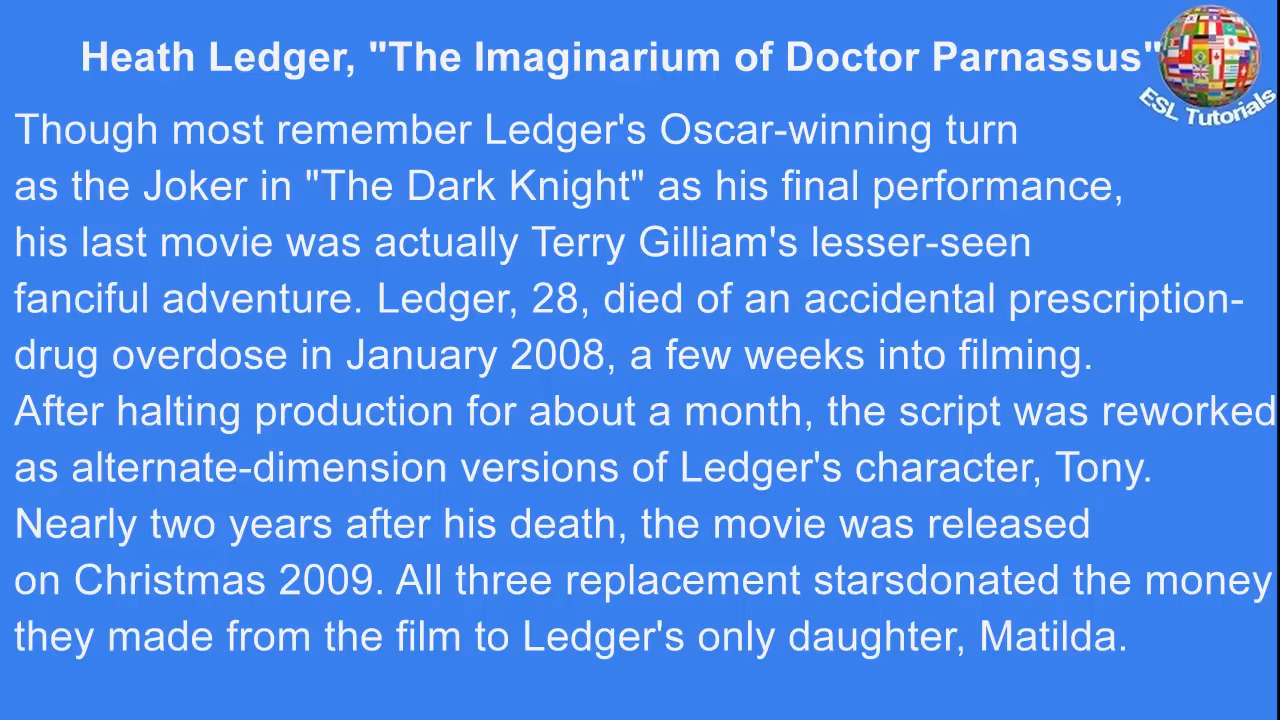 Heath Ledger, "The Imaginarium of Doctor Parnassus"
ESL Tutorials
Though most remember Ledger's Oscar-winning turn
as the Joker in "The Dark Knight" as his final performance,
his last movie was actually Terry Gilliam's lesser-seen
fanciful adventure. Ledger, 28, died of an accidental prescription-
drug overdose in January 2008, a few weeks into filming.
After halting production for about a month, the script was reworked
as alternate-dimension versions of Ledger's character, Tony.
Nearly two years after his death, the movie was released
on Christmas 2009. All three replacement starsdonated the money
they made from the film to Ledger's only daughter, Matilda.